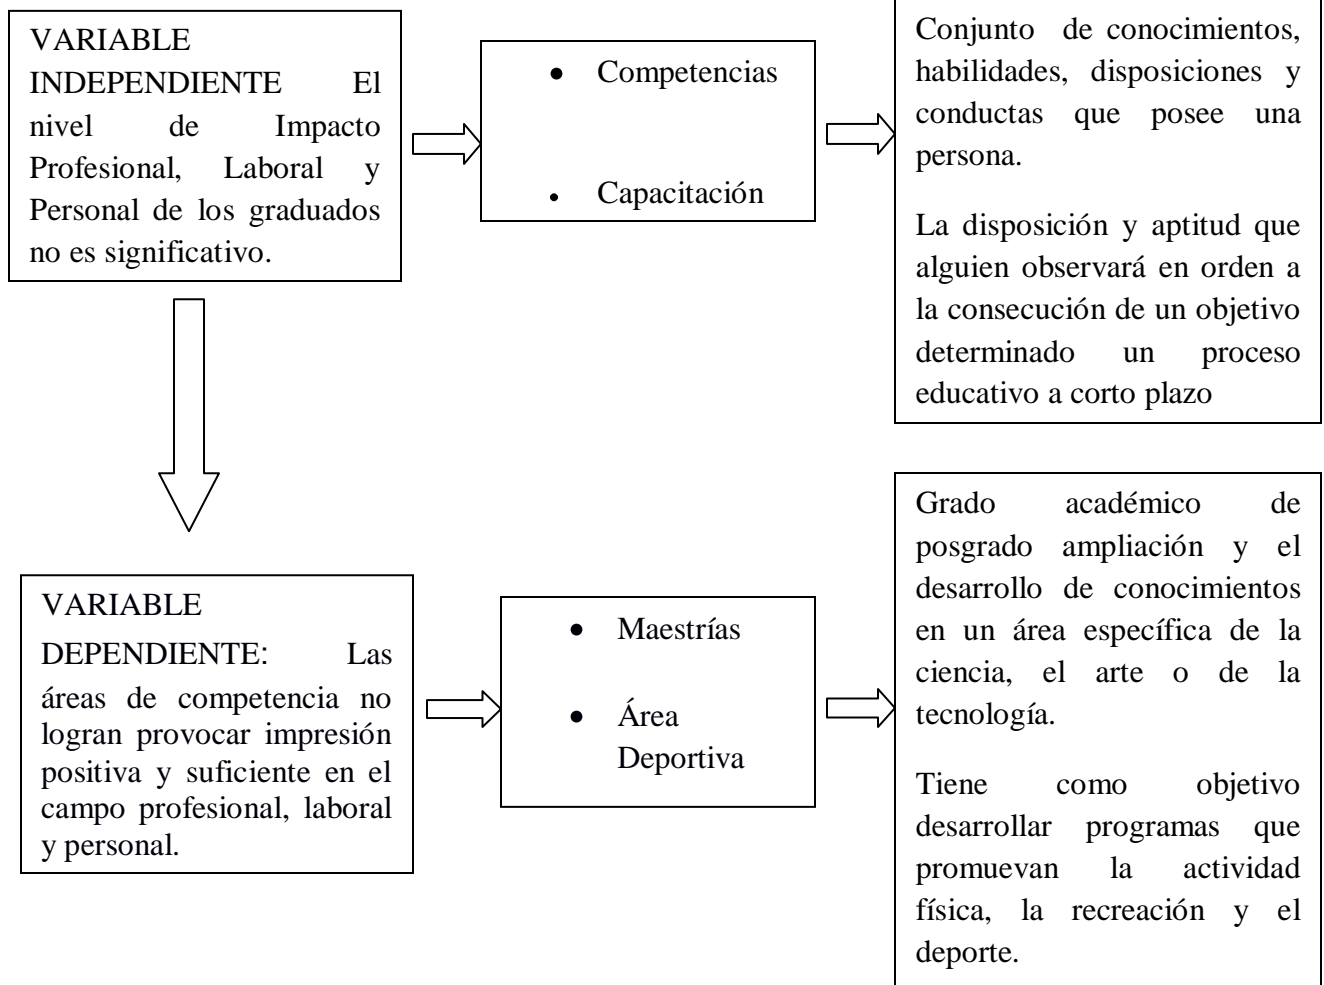 VARIABLE
INDEPENDIENTE El
nivel de Impacto
Profesional, Laboral y
Personal de los graduados
no es significativo.
• Competencias
• Capacitación
Conjunto de conocimientos,
habilidades, disposiciones y
conductas que posee una
persona.
La disposición y aptitud que
alguien observará en orden a
la consecución de un objetivo
determinado un proceso
educativo a corto plazo
VARIABLE
DEPENDIENTE: Las
áreas de competencia no
logran provocar impresión
positiva y suficiente en el
campo profesional, laboral
y personal.
• Maestrías
• Área
Deportiva
Grado académico de
posgrado ampliación y el
desarrollo de conocimientos
en un área específica de la
ciencia, el arte o de la
tecnología.
Tiene como objetivo
desarrollar programas que
promuevan la actividad
física, la recreación y el
deporte.